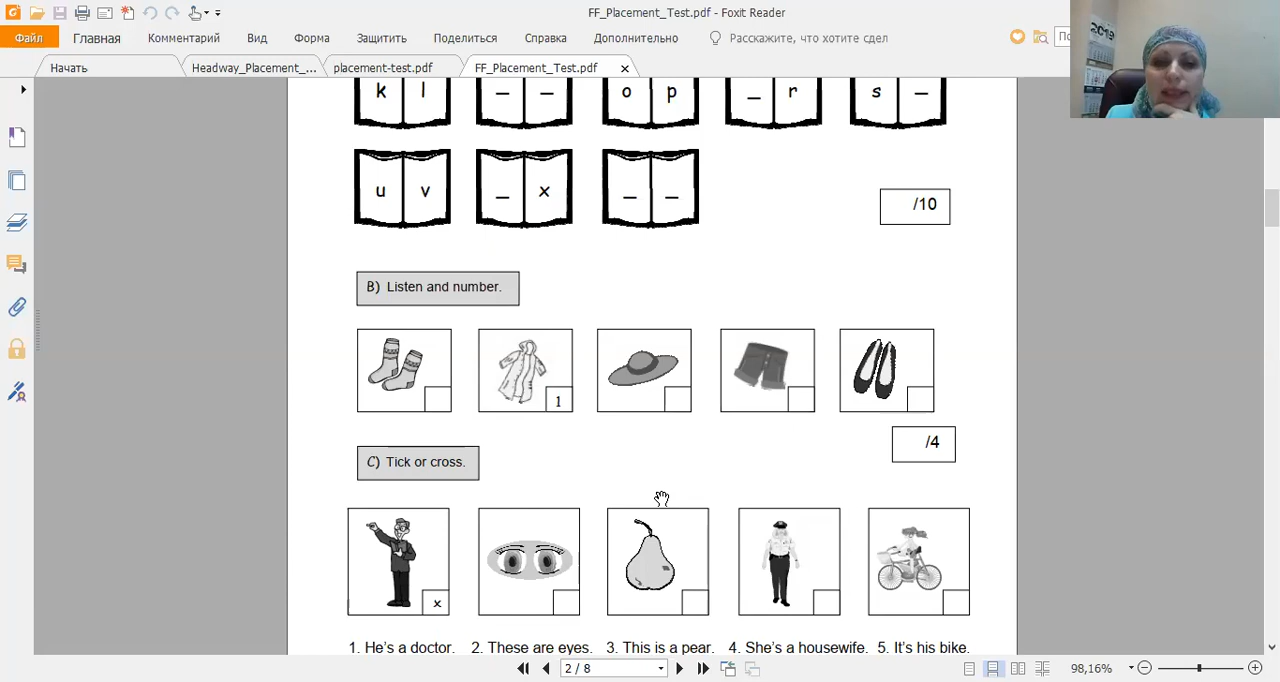 FF_Placement_Test.pdf - Foxit Reader
Файл Главная Комментарий Вид Форма Защитить Поделиться Справка Дополнительно Расскажите, что хотите сделать
Начать Headway_Placement_... placement-test.pdf FF_Placement_Test.pdf
k l _ _ o p _ r s _
u v _ x _ _
/10
B) Listen and number.
1
/4
C) Tick or cross.
x
1. He's a doctor. 2. These are eyes. 3. This is a pear. 4. She's a housewife. 5. It's his bike.
2 / 8 98,16%